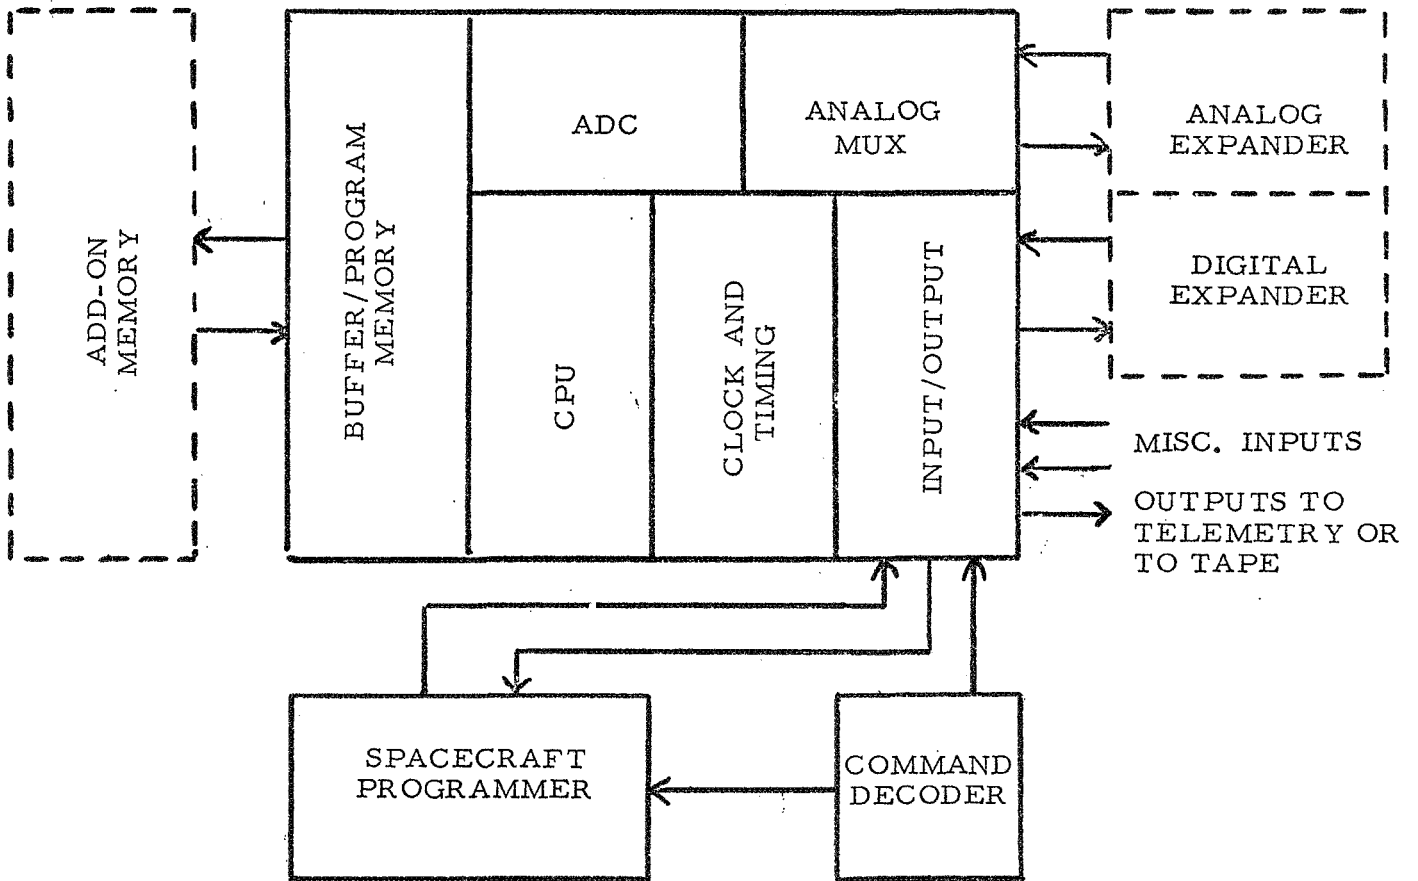 ADD-ON
MEMORY
BUFFER/PROGRAM
MEMORY
ADC
ANALOG
MUX
CPU
CLOCK AND
TIMING
INPUT/OUTPUT
ANALOG
EXPANDER
DIGITAL
EXPANDER
MISC. INPUTS
OUTPUTS TO
TELEMETRY OR
TO TAPE
SPACECRAFT
PROGRAMMER
COMMAND
DECODER